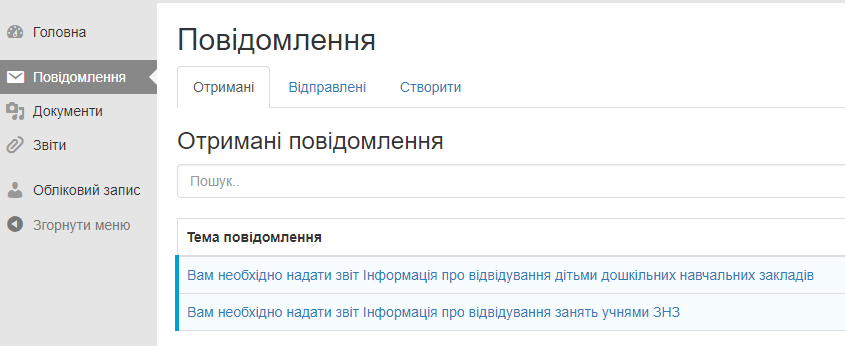 Головна
Повідомлення
Документи
Звіти
Обліковий запис
Згорнути меню
Повідомлення
Отримані Відправлені Створити
Отримані повідомлення
Пошук..
Тема повідомлення
Вам необхідно надати звіт Інформація про відвідування дітьми дошкільних навчальних закладів
Вам необхідно надати звіт Інформація про відвідування занять учнями ЗНЗ